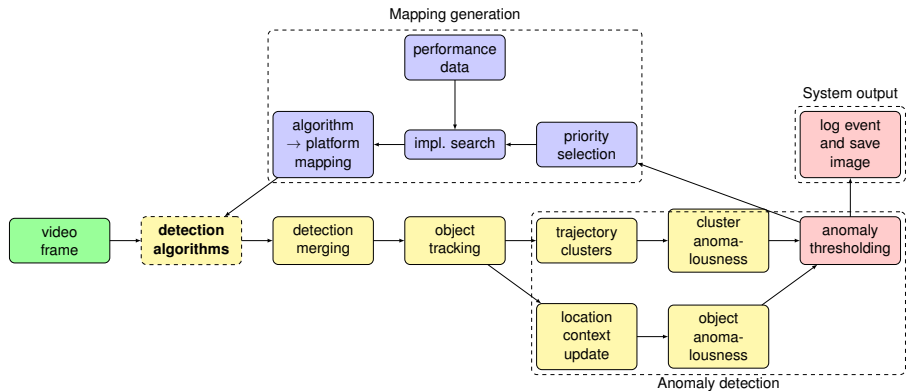 Mapping generation
performance
data
System output
algorithm
→ platform
mapping
impl. search
priority
selection
log event
and save
image
video
frame
detection
algorithms
detection
merging
object
tracking
trajectory
clusters
cluster
anoma-
lousness
anomaly
thresholding
location
context
update
object
anoma-
lousness
Anomaly detection